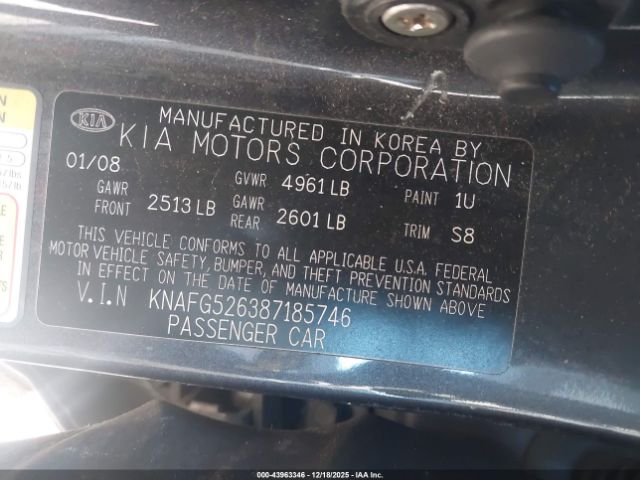 KIA
MANUFACTURED IN KOREA BY
KIA MOTORS CORPORATION
01/08 GVWR 4961 LB PAINT 1U
GAWR FRONT 2513 LB GAWR REAR 2601 LB TRIM S8
THIS VEHICLE CONFORMS TO ALL APPLICABLE U.S.A. FEDERAL
MOTOR VEHICLE SAFETY, BUMPER, AND THEFT PREVENTION STANDARDS
IN EFFECT ON THE DATE OF MANUFACTURE SHOWN ABOVE
V.I.N KNAFG526387185746
PASSENGER CAR
000-43963346 | 12/18/2025 - IAA, Inc.